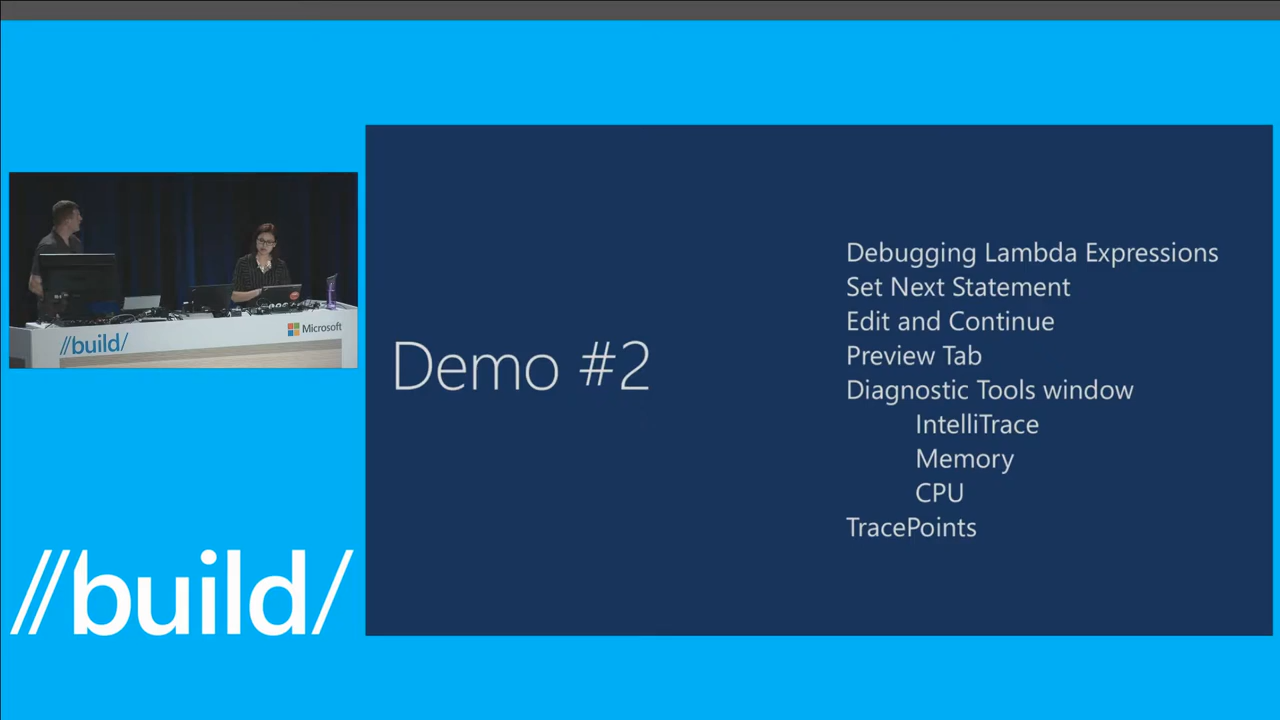 //build/
Microsoft
Demo #2
Debugging Lambda Expressions
Set Next Statement
Edit and Continue
Preview Tab
Diagnostic Tools window
IntelliTrace
Memory
CPU
TracePoints
//build/